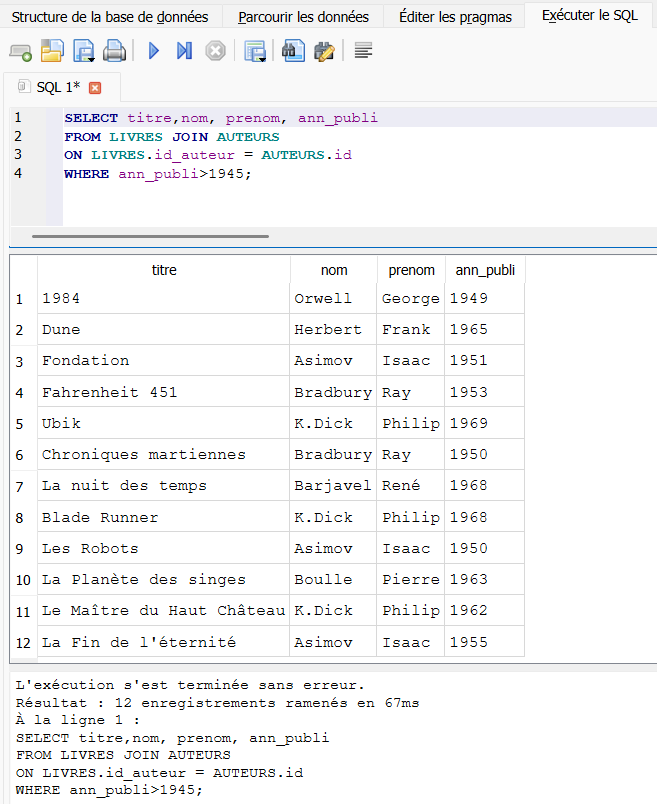 Structure de la base de données Parcourir les données Éditer les pragmas Exécuter le SQL
SQL 1*
1 SELECT titre,nom, prenom, ann_publi
2 FROM LIVRES JOIN AUTEURS
3 ON LIVRES.id_auteur = AUTEURS.id
4 WHERE ann_publi>1945;
titre nom prenom ann_publi
1 1984 Orwell George 1949
2 Dune Herbert Frank 1965
3 Fondation Asimov Isaac 1951
4 Fahrenheit 451 Bradbury Ray 1953
5 Ubik K.Dick Philip 1969
6 Chroniques martiennes Bradbury Ray 1950
7 La nuit des temps Barjavel René 1968
8 Blade Runner K.Dick Philip 1968
9 Les Robots Asimov Isaac 1950
10 La Planète des singes Boulle Pierre 1963
11 Le Maître du Haut Château K.Dick Philip 1962
12 La Fin de l'éternité Asimov Isaac 1955
L'exécution s'est terminée sans erreur.
Résultat : 12 enregistrements ramenés en 67ms
À la ligne 1 :
SELECT titre,nom, prenom, ann_publi
FROM LIVRES JOIN AUTEURS
ON LIVRES.id_auteur = AUTEURS.id
WHERE ann_publi>1945;